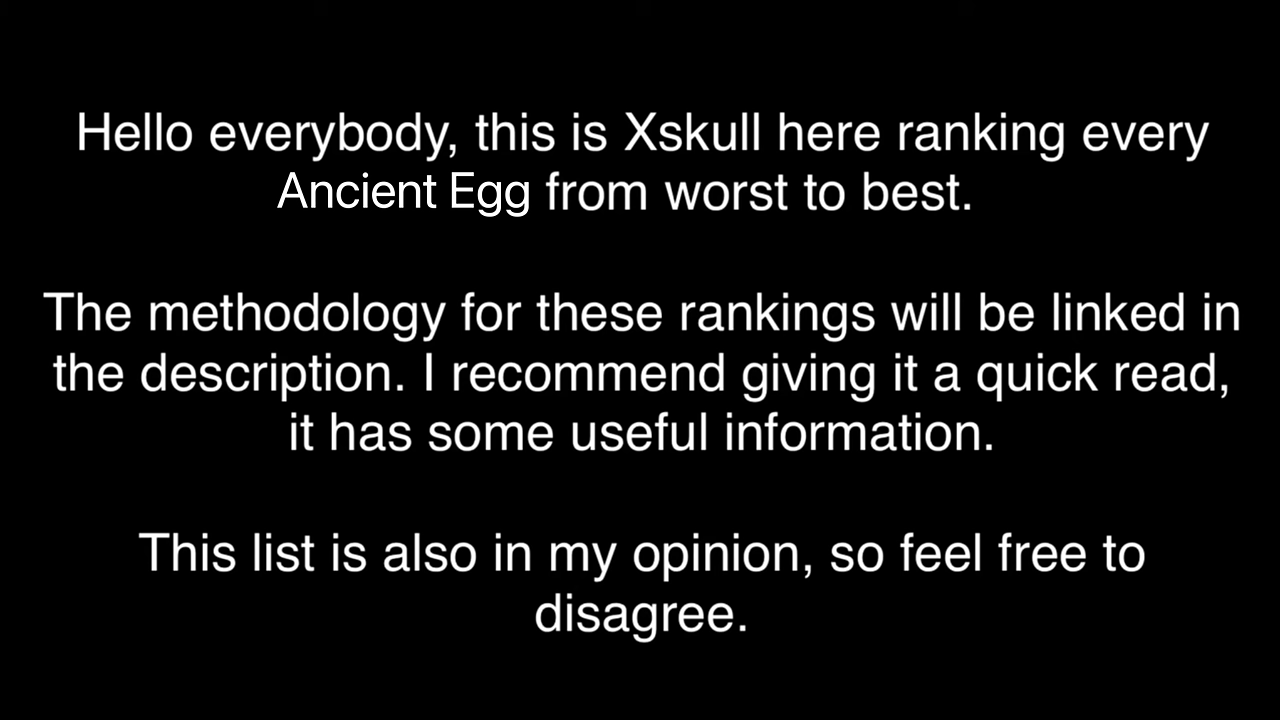 Hello everybody, this is Xskull here ranking every
Ancient Egg from worst to best.
The methodology for these rankings will be linked in
the description. I recommend giving it a quick read,
it has some useful information.
This list is also in my opinion, so feel free to
disagree.